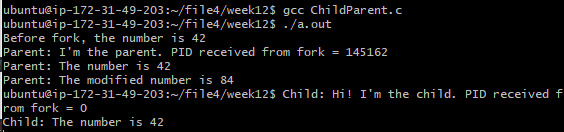 ubuntu@ip-172-31-49-203:~/file4/week12$ gcc ChildParent.c
ubuntu@ip-172-31-49-203:~/file4/week12$ ./a.out
Before fork, the number is 42
Parent: I'm the parent. PID received from fork = 145162
Parent: The number is 42
Parent: The modified number is 84
ubuntu@ip-172-31-49-203:~/file4/week12$ Child: Hi! I'm the child. PID received f
rom fork = 0
Child: The number is 42